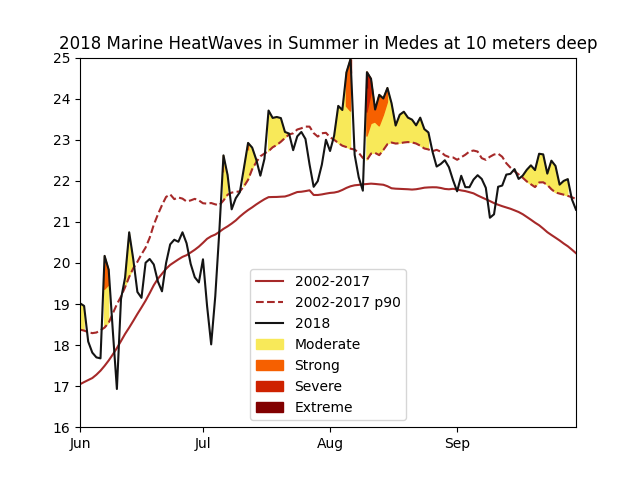 2018 Marine HeatWaves in Summer in Medes at 10 meters deep
25
24
23
22
21
20
19
18
17
16
Jun
Jul
Aug
Sep
2002-2017
2002-2017 p90
2018
Moderate
Strong
Severe
Extreme